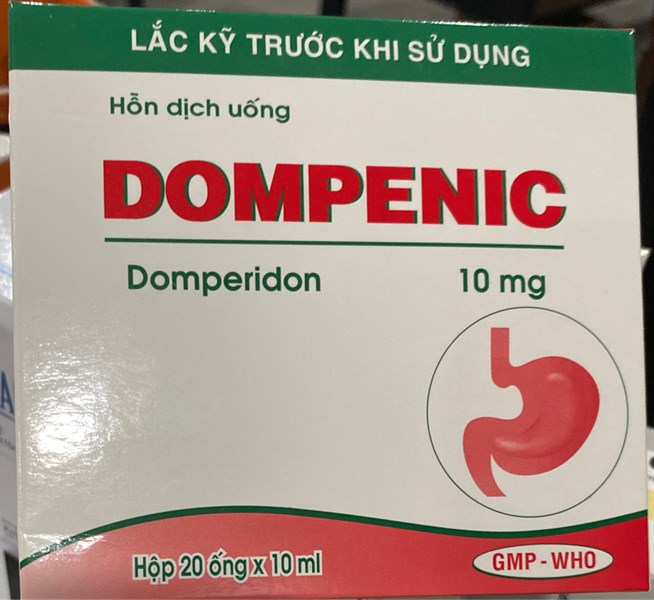 LẮC KỸ TRƯỚC KHI SỬ DỤNG
Hỗn dịch uống
DOMPENIC
Domperidon 10 mg
Hộp 20 ống x 10 ml
GMP - WHO